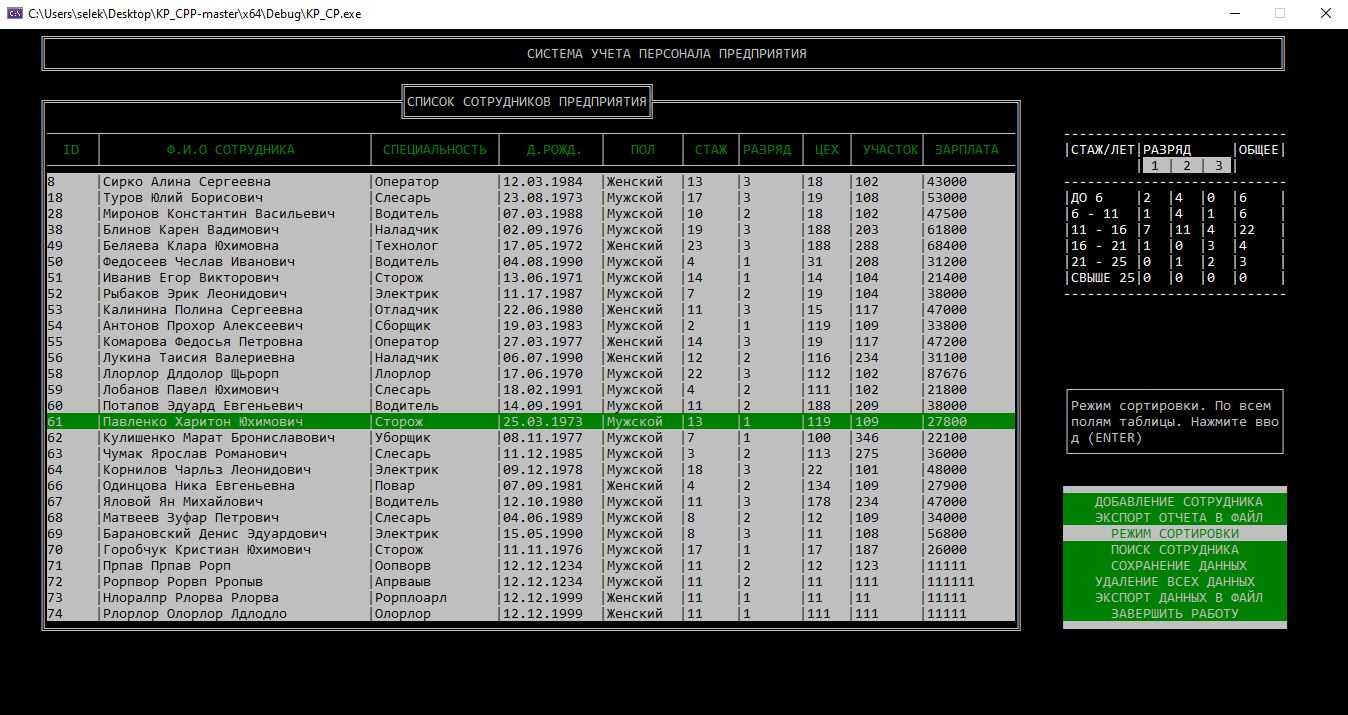 C:\Users\selek\Desktop\KP_CPP-master\x64\Debug\KP_CP.exe
СИСТЕМА УЧЕТА ПЕРСОНАЛА ПРЕДПРИЯТИЯ
СПИСОК СОТРУДНИКОВ ПРЕДПРИЯТИЯ
ID Ф.И.О СОТРУДНИКА СПЕЦИАЛЬНОСТЬ Д.РОЖД. ПОЛ СТАЖ РАЗРЯД ЦЕХ УЧАСТОК ЗАРПЛАТА
8 |Сирко Алина Сергеевна |Оператор |12.03.1984 |Женский |13 |3 |18 |102 |43000
18 |Туров Юлий Борисович |Слесарь |23.08.1973 |Мужской |17 |3 |19 |108 |53000
28 |Миронов Константин Васильевич |Водитель |07.03.1988 |Мужской |10 |2 |18 |102 |47500
38 |Блинов Карен Вадимович |Наладчик |02.09.1976 |Мужской |19 |3 |188 |203 |61800
49 |Беляева Клара Юхимовна |Технолог |17.05.1972 |Женский |23 |3 |188 |288 |68400
50 |Федосеев Чеслав Иванович |Водитель |04.08.1990 |Мужской |4 |1 |31 |208 |31200
51 |Иванив Егор Викторович |Сторож |13.06.1971 |Мужской |14 |1 |14 |104 |21400
52 |Рыбаков Эрик Леонидович |Электрик |11.17.1987 |Мужской |7 |2 |19 |104 |38000
53 |Калинина Полина Сергеевна |Отладчик |22.06.1980 |Женский |11 |3 |15 |117 |47000
54 |Антонов Прохор Алексеевич |Сборщик |19.03.1983 |Мужской |2 |1 |119 |109 |33800
55 |Комарова Федосья Петровна |Оператор |27.03.1977 |Женский |14 |3 |19 |117 |47200
56 |Лукина Таисия Валериевна |Наладчик |06.07.1990 |Женский |12 |2 |116 |234 |31100
58 |Ллорлор Длдолор Щьрорп |Ллорлор |17.06.1970 |Мужской |22 |3 |112 |102 |87676
59 |Лобанов Павел Юхимович |Слесарь |18.02.1991 |Мужской |4 |2 |111 |102 |21800
60 |Потапов Эдуард Евгеньевич |Водитель |14.09.1991 |Мужской |11 |2 |188 |209 |38000
61 |Павленко Харитон Юхимович |Сторож |25.03.1973 |Мужской |13 |1 |119 |109 |27800
62 |Кулишенко Марат Брониславович |Уборщик |08.11.1977 |Мужской |7 |1 |100 |346 |22100
63 |Чумак Ярослав Романович |Слесарь |11.12.1985 |Мужской |3 |2 |113 |275 |36000
64 |Корнилов Чарльз Леонидович |Электрик |09.12.1978 |Мужской |18 |3 |22 |101 |48000
66 |Одинцова Ника Евгеньевна |Повар |07.09.1981 |Женский |4 |2 |134 |109 |27900
67 |Яловой Ян Михайлович |Водитель |12.10.1980 |Мужской |11 |3 |178 |234 |47000
68 |Матвеев Зуфар Петрович |Слесарь |04.06.1989 |Мужской |8 |2 |12 |109 |34000
69 |Барановский Денис Эдуардович |Электрик |15.05.1990 |Мужской |8 |3 |11 |108 |56800
70 |Горобчук Кристиан Юхимович |Сторож |11.11.1976 |Мужской |17 |1 |17 |187 |26000
71 |Прпав Прпав Рорп |Оопворв |12.12.1234 |Мужской |11 |2 |12 |123 |11111
72 |Рорпвор Рорвп Рропыв |Апрваыв |12.12.1234 |Мужской |11 |2 |11 |111 |111111
73 |Нлоралпр Рлорва Рлорва |Рорплоарл |12.12.1999 |Женский |11 |1 |11 |11 |11111
74 |Рлорлор Олорлор Лдлодло |Олорлор |12.12.1999 |Женский |11 |1 |111 |111 |11111
|СТАЖ/ЛЕТ|РАЗРЯД |ОБЩЕЕ|
| 1 | 2 | 3 |
|ДО 6 |2 |4 |0 |6 |
|6 - 11 |1 |4 |1 |6 |
|11 - 16 |7 |11 |4 |22 |
|16 - 21 |1 |0 |3 |4 |
|21 - 25 |0 |1 |2 |3 |
|СВЫШЕ 25|0 |0 |0 |0 |
Режим сортировки. По всем
полям таблицы. Нажмите вво
д (ENTER)
ДОБАВЛЕНИЕ СОТРУДНИКА
ЭКСПОРТ ОТЧЕТА В ФАЙЛ
РЕЖИМ СОРТИРОВКИ
ПОИСК СОТРУДНИКА
СОХРАНЕНИЕ ДАННЫХ
УДАЛЕНИЕ ВСЕХ ДАННЫХ
ЭКСПОРТ ДАННЫХ В ФАЙЛ
ЗАВЕРШИТЬ РАБОТУ